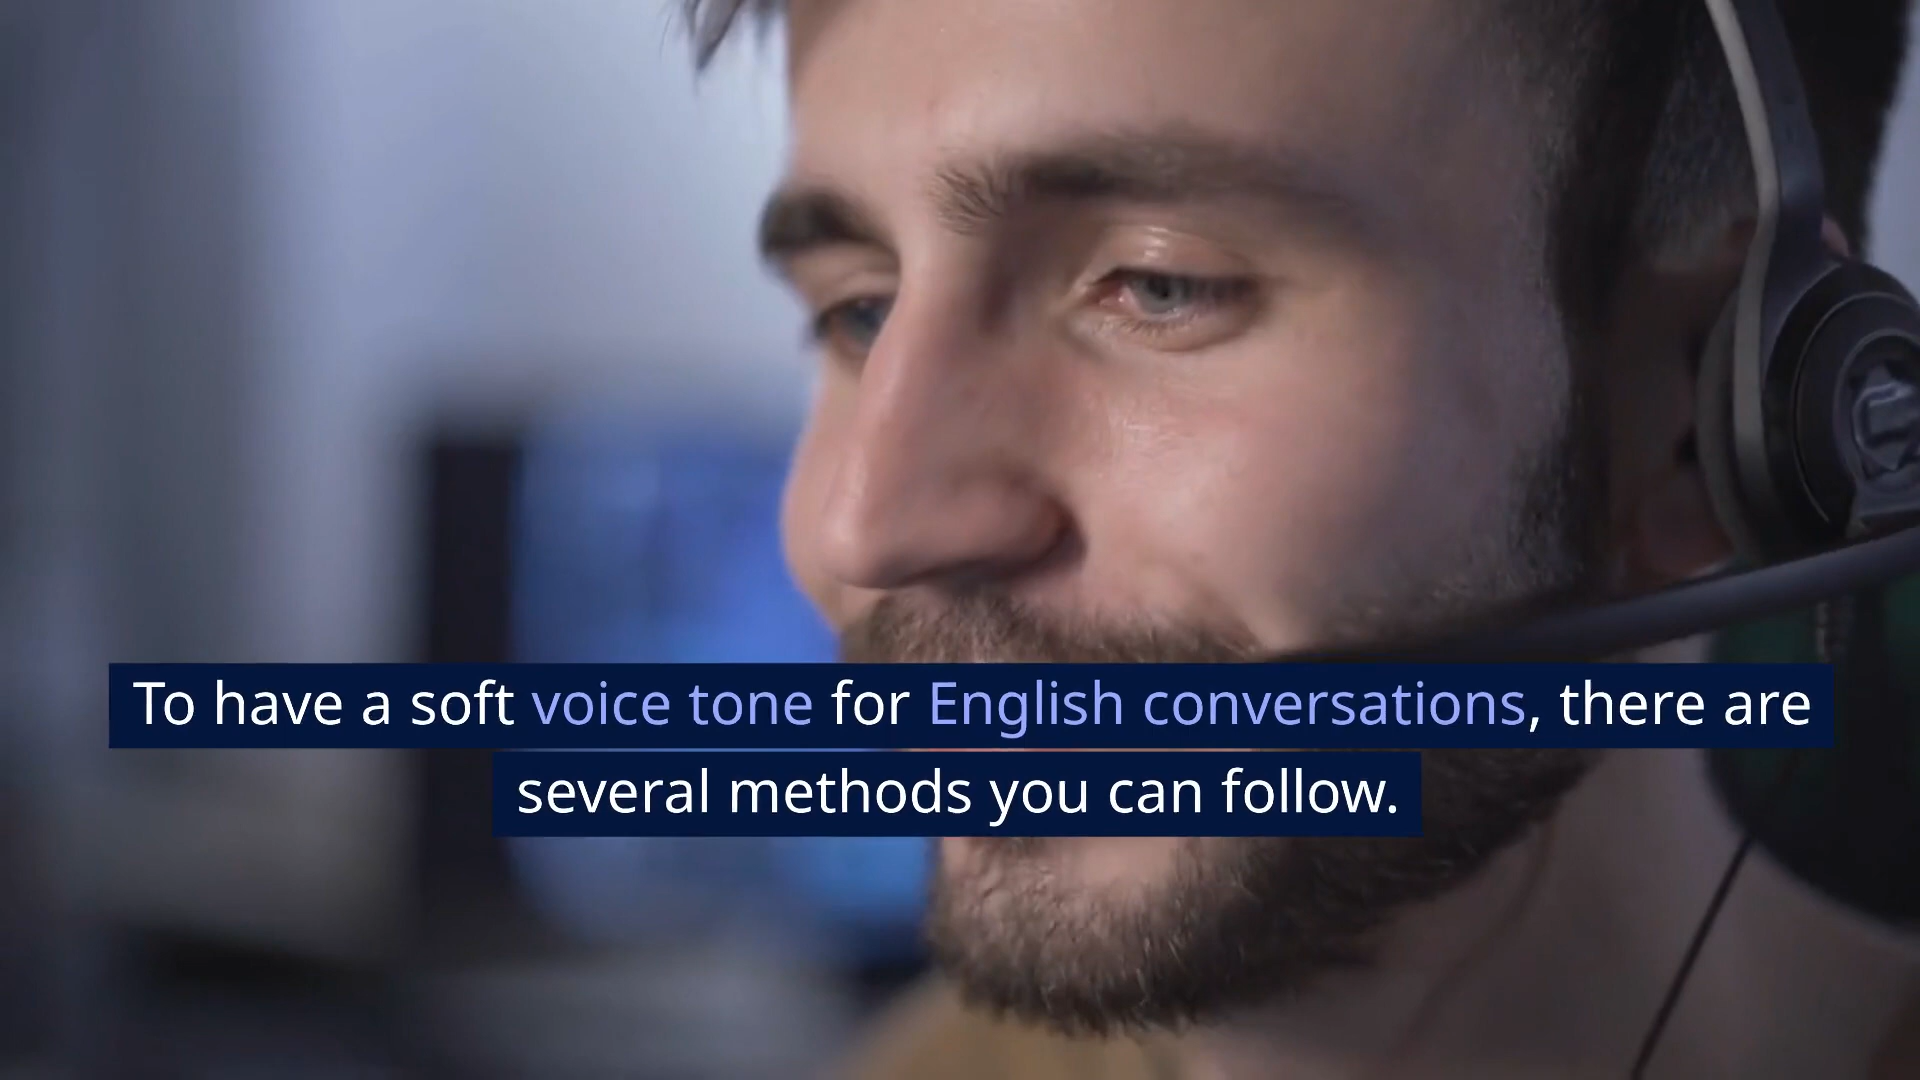 To have a soft voice tone for English conversations, there are
several methods you can follow.